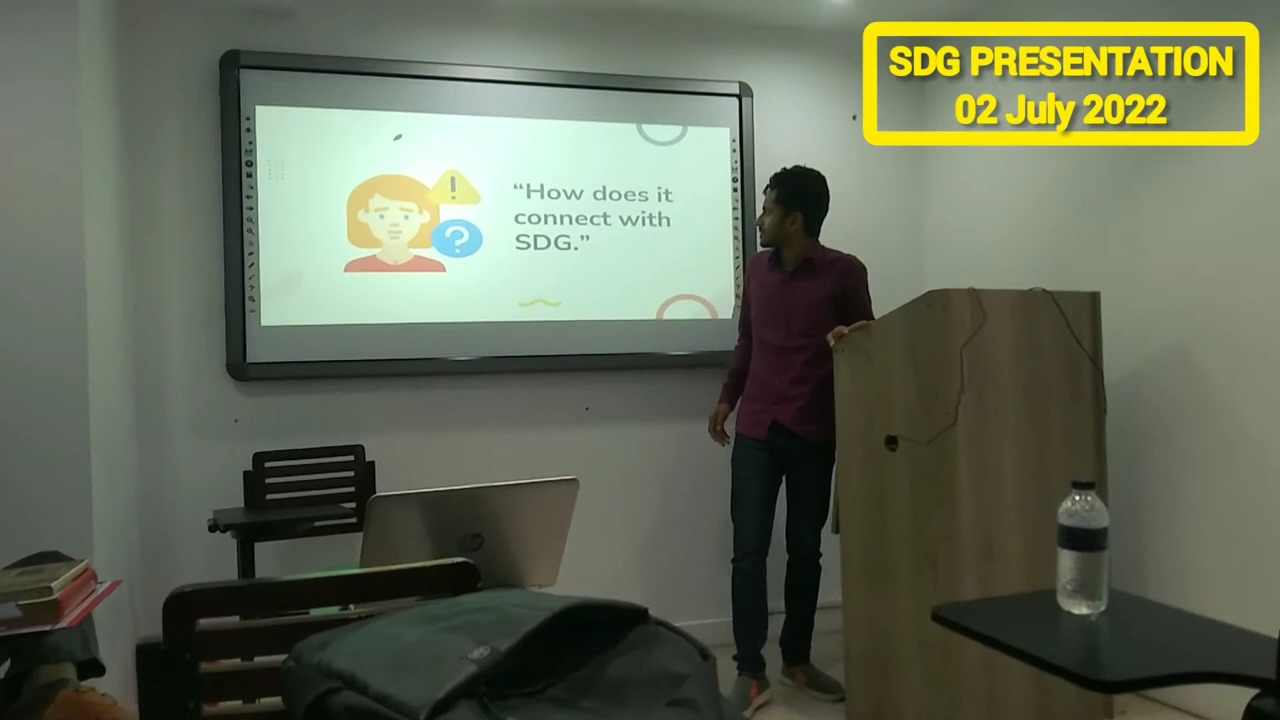 SDG PRESENTATION
02 July 2022
“How does it
connect with
SDG.”